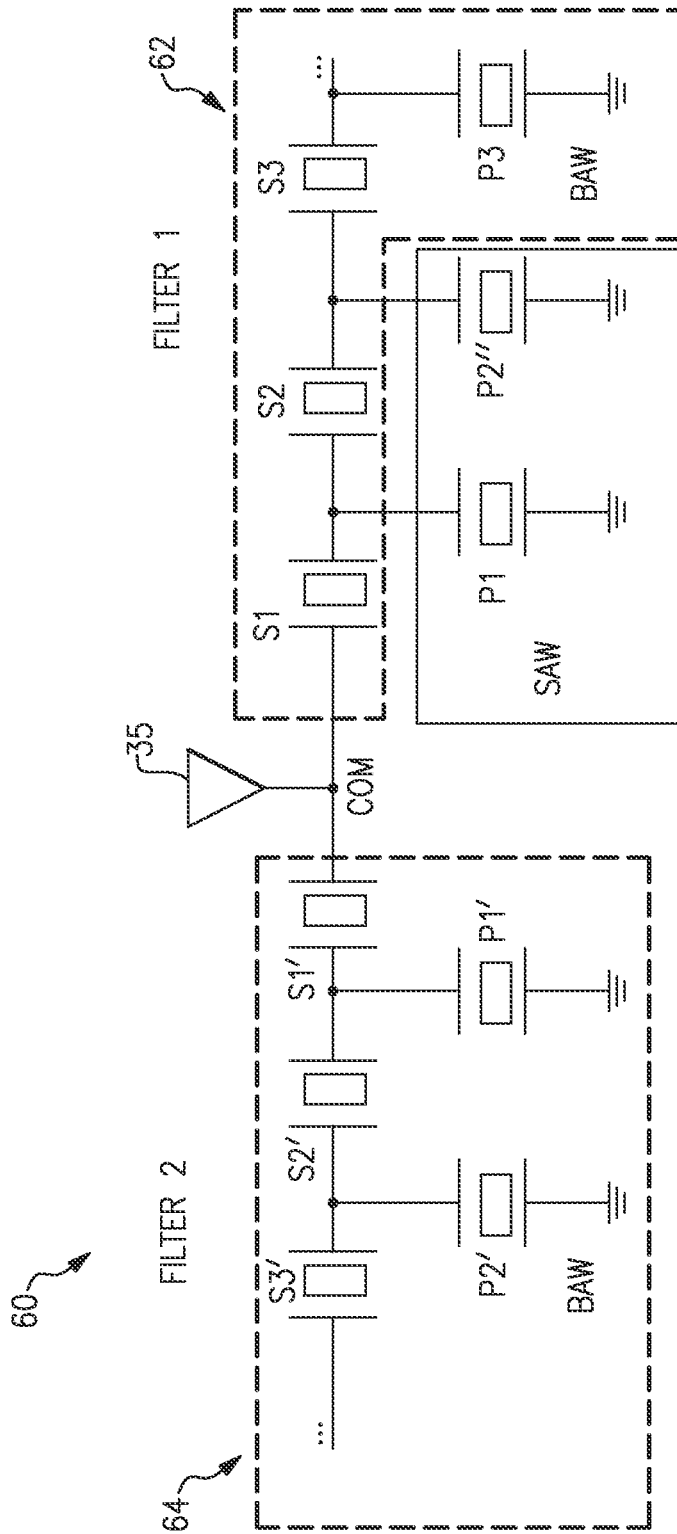 60
FILTER 2
FILTER 1
64
35
62
...
S3′
S2′
S1′
COM
S1
S2
S3
...
P2′
P1′
P1
P2′′
P3
BAW
SAW
BAW